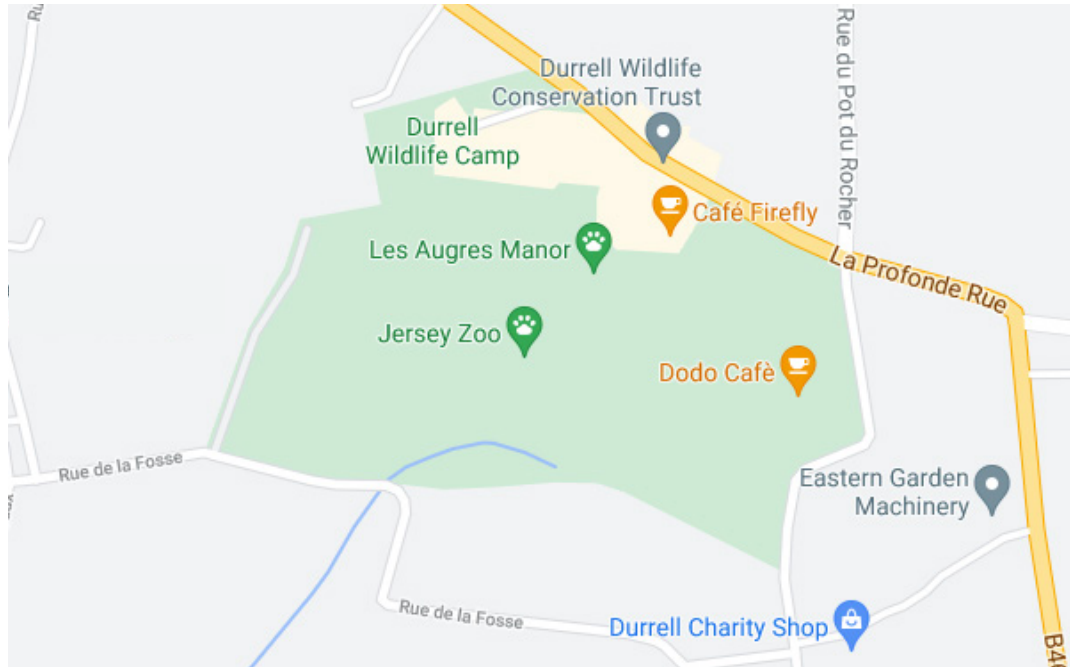 Durrell Wildlife
Conservation Trust
Rue du Pot du Rocher
Durrell
Wildlife Camp
Café Firefly
Les Augres Manor
La Profonde Rue
Jersey Zoo
Dodo Cafè
Rue de la Fosse
Eastern Garden
Machinery
Rue de la Fosse
Durrell Charity Shop